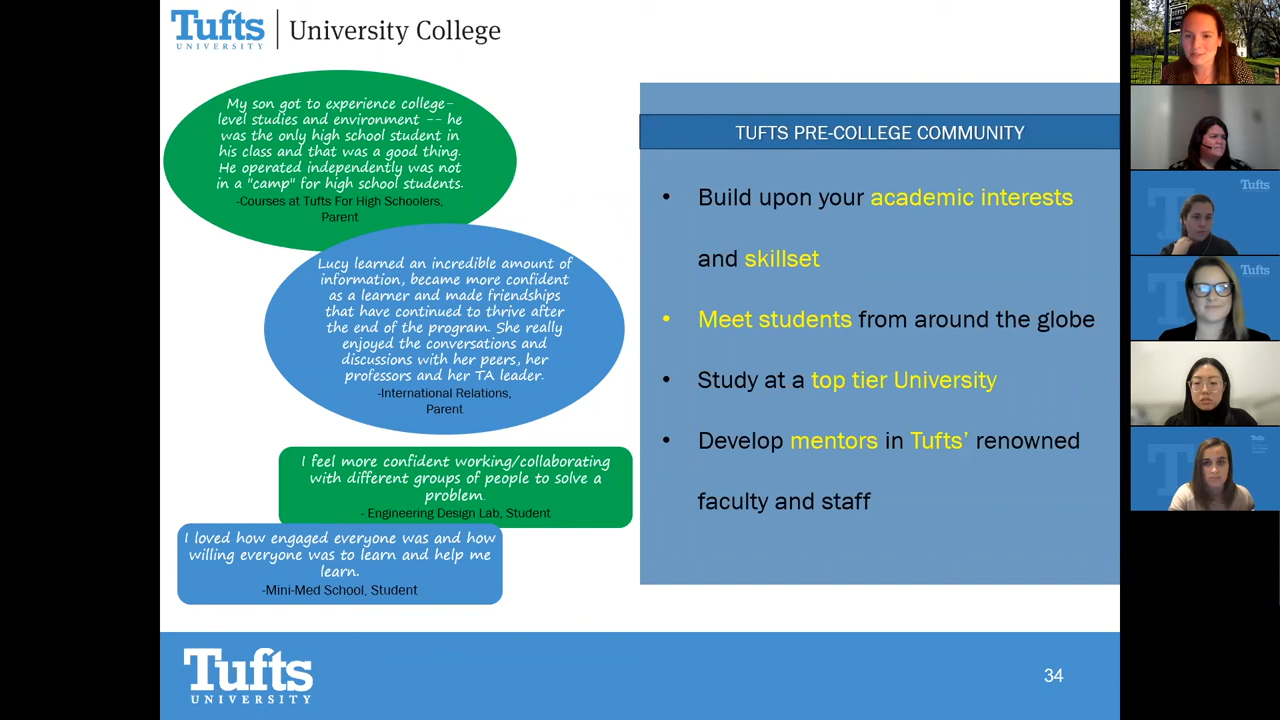 Tufts
UNIVERSITY
University College
My son got to experience college-
level studies and environment -- he
was the only high school student in
his class and that was a good thing.
He operated independently was not
in a "camp" for high school students.
-Courses at Tufts For High Schoolers,
Parent
Lucy learned an incredible amount of
information, became more confident
as a learner and made friendships
that have continued to thrive after
the end of the program. She really
enjoyed the conversations and
discussions with her peers, her
professors and her TA leader.
-International Relations,
Parent
I feel more confident working/collaborating
with different groups of people to solve a
problem.
- Engineering Design Lab, Student
I loved how engaged everyone was and how
willing everyone was to learn and help me
learn.
-Mini-Med School, Student
TUFTS PRE-COLLEGE COMMUNITY
• Build upon your academic interests
and skillset
• Meet students from around the globe
• Study at a top tier University
• Develop mentors in Tufts’ renowned
faculty and staff
Tufts
UNIVERSITY
34
Tufts
Tufts
Tufts